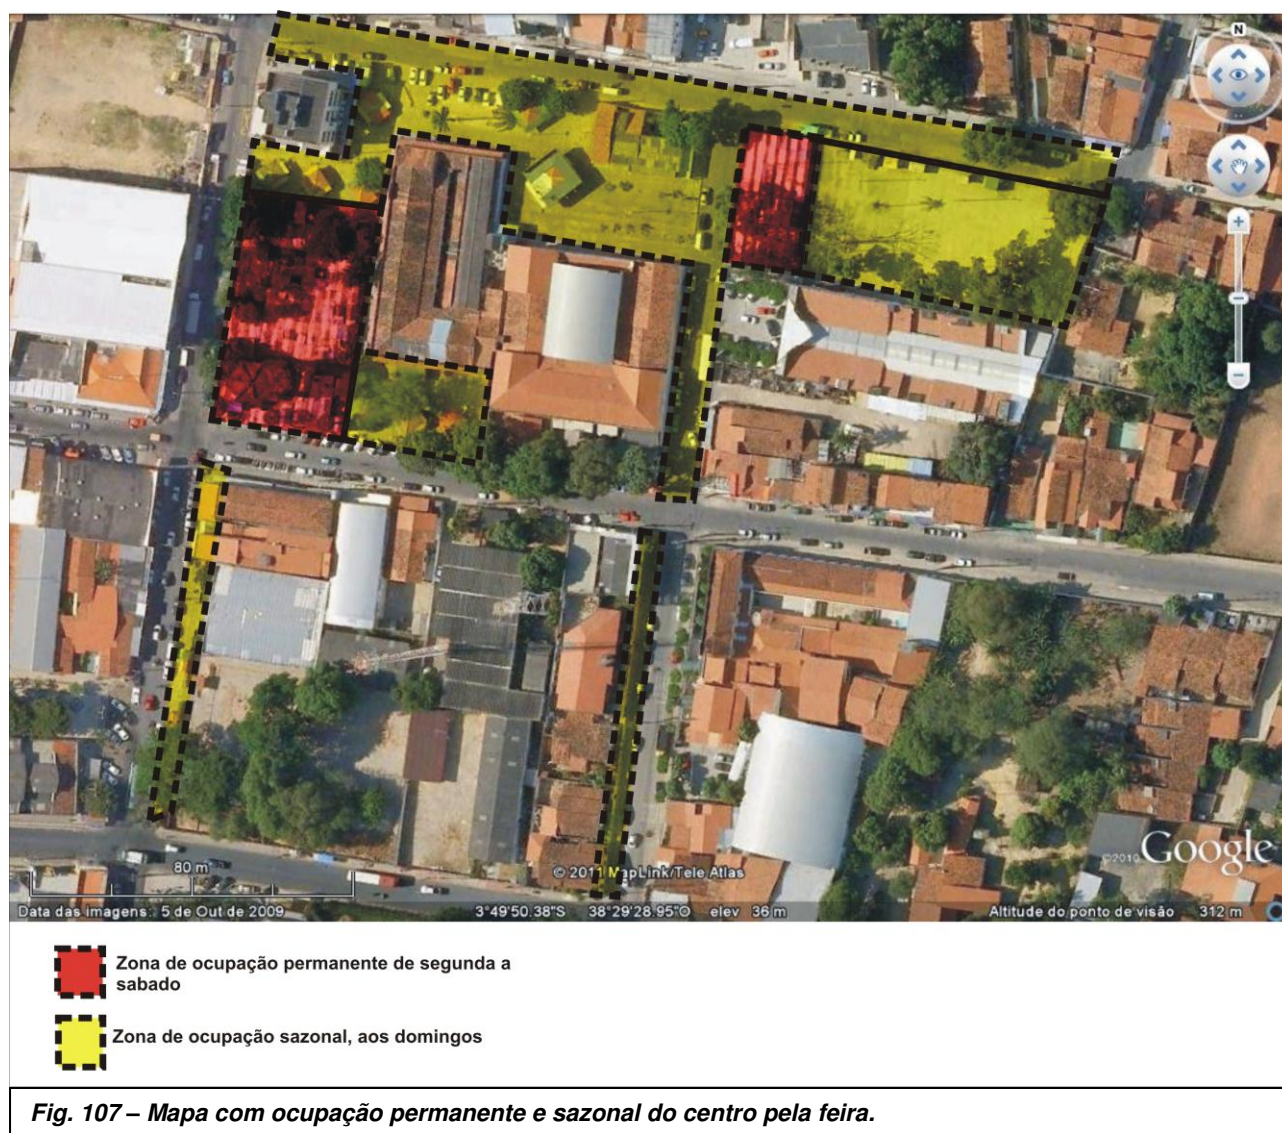 N
80 m
© 2011 MapLink/Tele Atlas
©2010 Google
Data das imagens: 5 de Out de 2009 3°49'50.38"S 38°29'28.95"O elev 36 m Altitude do ponto de visão 312 m
Zona de ocupação permanente de segunda a
sabado
Zona de ocupação sazonal, aos domingos
Fig. 107 – Mapa com ocupação permanente e sazonal do centro pela feira.